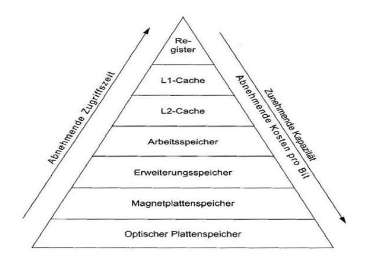 Re-
gister
L1-Cache
L2-Cache
Arbeitsspeicher
Erweiterungsspeicher
Magnetplattenspeicher
Optischer Plattenspeicher
Abnehmende Zugriffszeit
Zunehmende Kapazität
Abnehmende Kosten pro Bit